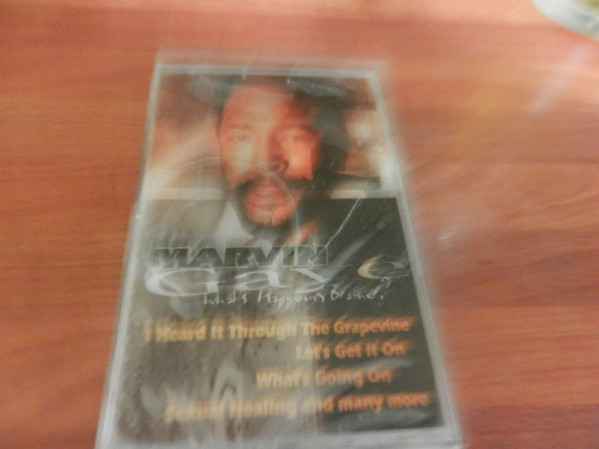 MARVIN
Gaye
What's Happening Brother?
I Heard It Through The Grapevine
Let's Get It On
What's Going On
Sexual Healing and many more